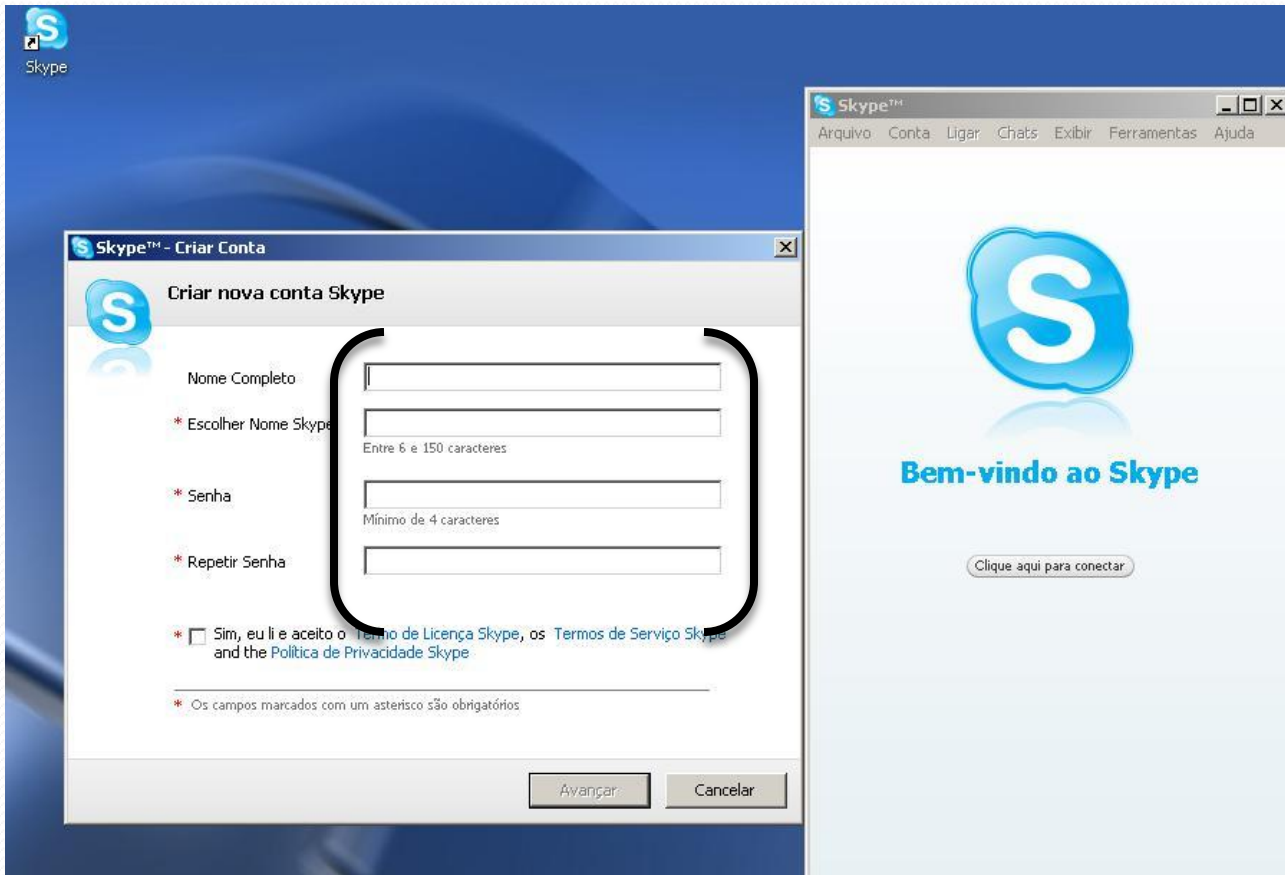 Skype
Skype™
Arquivo Conta Ligar Chats Exibir Ferramentas Ajuda
Skype™ - Criar Conta
Criar nova conta Skype
Nome Completo
* Escolher Nome Skype
Entre 6 e 150 caracteres
* Senha
Mínimo de 4 caracteres
* Repetir Senha
* Sim, eu li e aceito o Termo de Licença Skype, os Termos de Serviço Skype
and the Política de Privacidade Skype
* Os campos marcados com um asterisco são obrigatórios
Avançar Cancelar
Bem-vindo ao Skype
Clique aqui para conectar